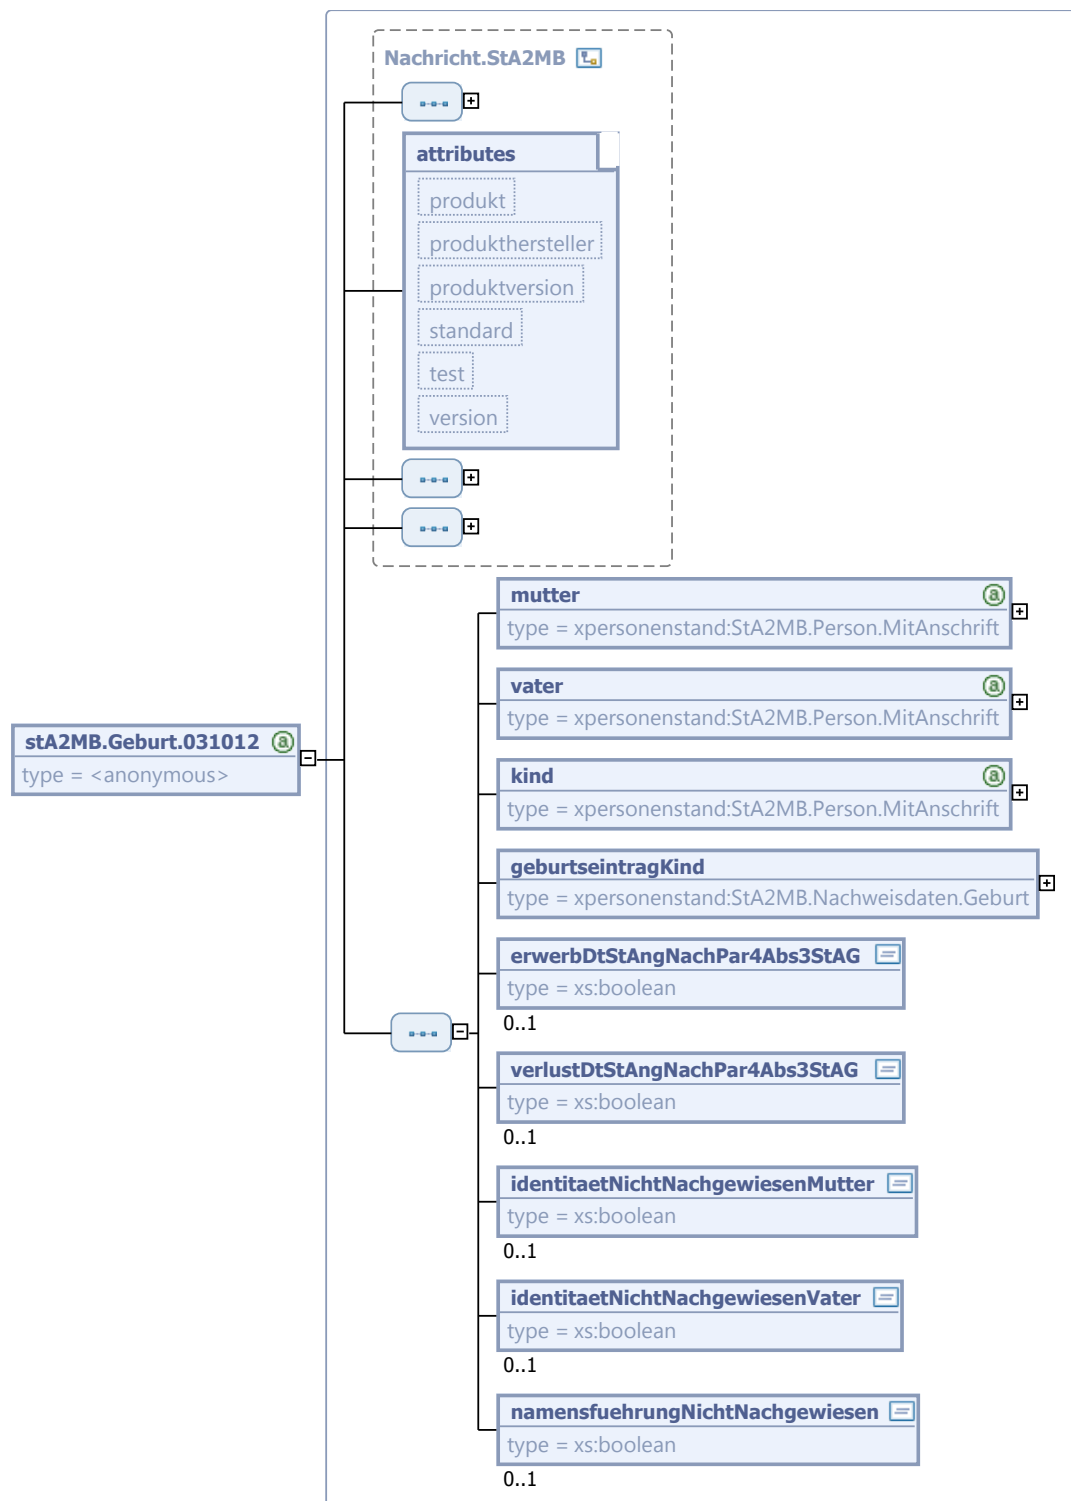 Nachricht.StA2MB
attributes
produkt
produkthersteller
produktversion
standard
test
version
mutter
type = xpersonenstand:StA2MB.Person.MitAnschrift
vater
type = xpersonenstand:StA2MB.Person.MitAnschrift
stA2MB.Geburt.031012
type = <anonymous>
kind
type = xpersonenstand:StA2MB.Person.MitAnschrift
geburtseintragKind
type = xpersonenstand:StA2MB.Nachweisdaten.Geburt
erwerbDtStAngNachPar4Abs3StAG
type = xs:boolean
0..1
verlustDtStAngNachPar4Abs3StAG
type = xs:boolean
0..1
identitaetNichtNachgewiesenMutter
type = xs:boolean
0..1
identitaetNichtNachgewiesenVater
type = xs:boolean
0..1
namensfuehrungNichtNachgewiesen
type = xs:boolean
0..1